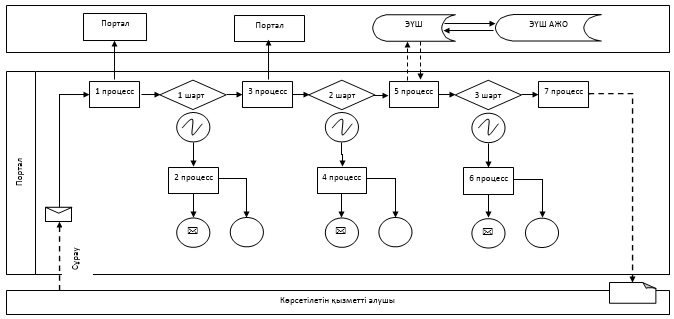 Портал
Портал
ЭҮШ
ЭҮШ АЖО
1 процесс
1 шарт
3 процесс
2 шарт
5 процесс
3 шарт
7 процесс
Портал
2 процесс
4 процесс
6 процесс
Сұрау
Көрсетілетін қызметті алушы